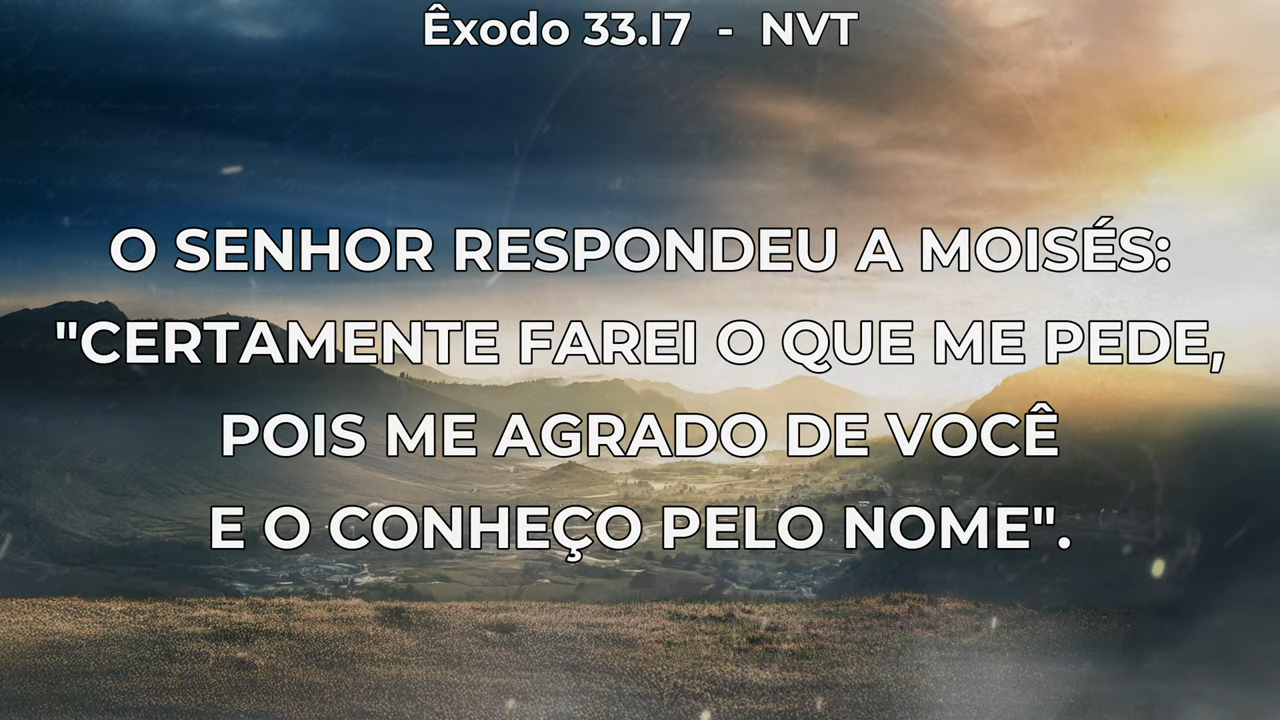 Êxodo 33.17 - NVT
O SENHOR RESPONDEU A MOISÉS:
"CERTAMENTE FAREI O QUE ME PEDE,
POIS ME AGRADO DE VOCÊ
E O CONHEÇO PELO NOME".